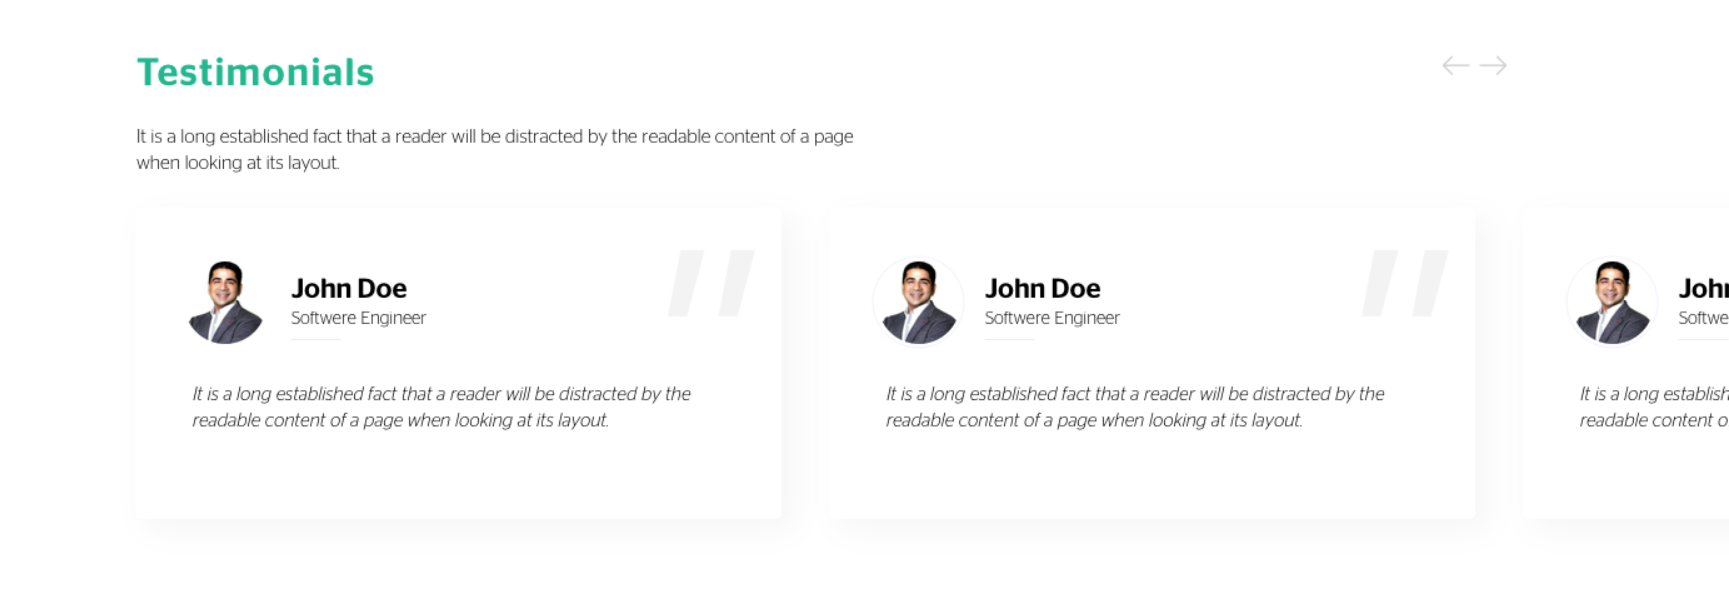 Testimonials
It is a long established fact that a reader will be distracted by the readable content of a page
when looking at its layout.
"
John Doe
Softwere Engineer
It is a long established fact that a reader will be distracted by the
readable content of a page when looking at its layout.
"
John Doe
Softwere Engineer
It is a long established fact that a reader will be distracted by the
readable content of a page when looking at its layout.
John
Softwe
It is a long establish
readable content o